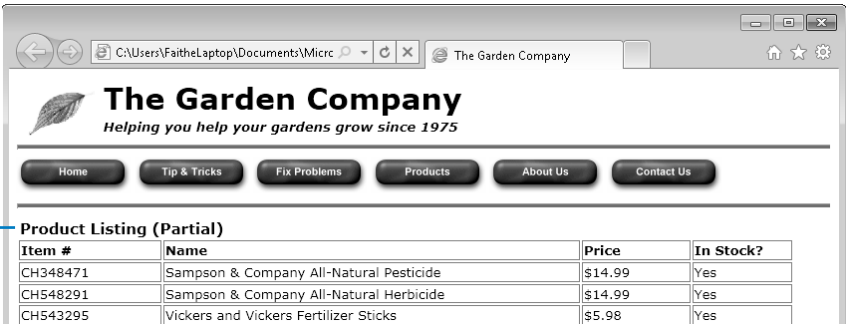 C:\Users\FaitheLaptop\Documents\Micrc
The Garden Company
The Garden Company
Helping you help your gardens grow since 1975
Home Tip & Tricks Fix Problems Products About Us Contact Us
Product Listing (Partial)
Item # Name Price In Stock?
CH348471 Sampson & Company All-Natural Pesticide $14.99 Yes
CH548291 Sampson & Company All-Natural Herbicide $14.99 Yes
CH543295 Vickers and Vickers Fertilizer Sticks $5.98 Yes